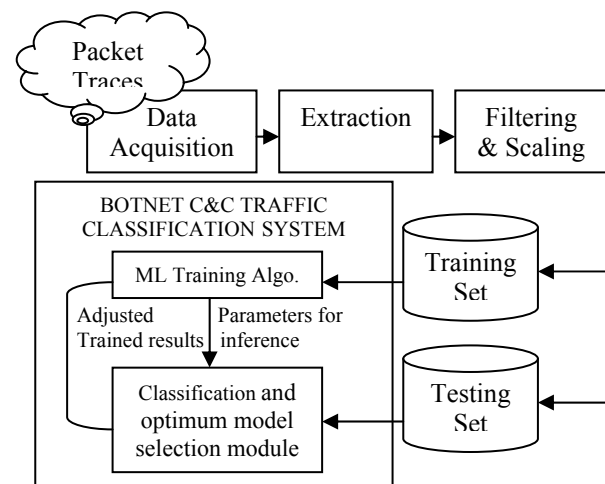 Packet
Traces
Data
Acquisition
Extraction
Filtering
& Scaling
BOTNET C&C TRAFFIC
CLASSIFICATION SYSTEM
ML Training Algo.
Training
Set
Adjusted
Trained results
Parameters for
inference
Classification and
optimum model
selection module
Testing
Set